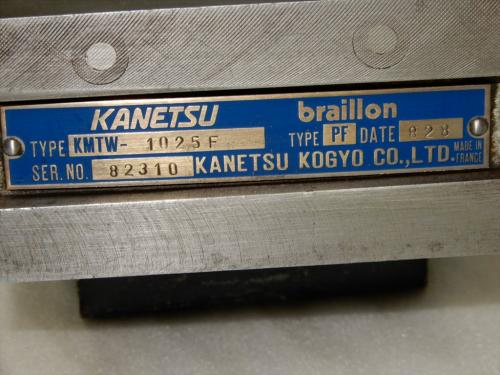 KANETSU braillon
TYPE KMTW- 1025F TYPE PF DATE 828
SER. NO. 82310 KANETSU KOGYO CO.,LTD. MADE IN FRANCE